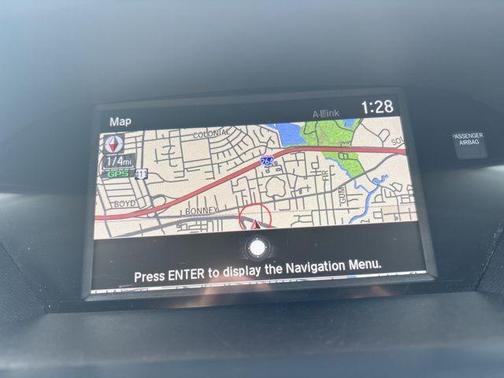 Map
AcuraLink
1:28
PASSENGER
AIRBAG
COLONIAL
264
1/4mi
GPS
BOYD
BONNEY
Press ENTER to display the Navigation Menu.